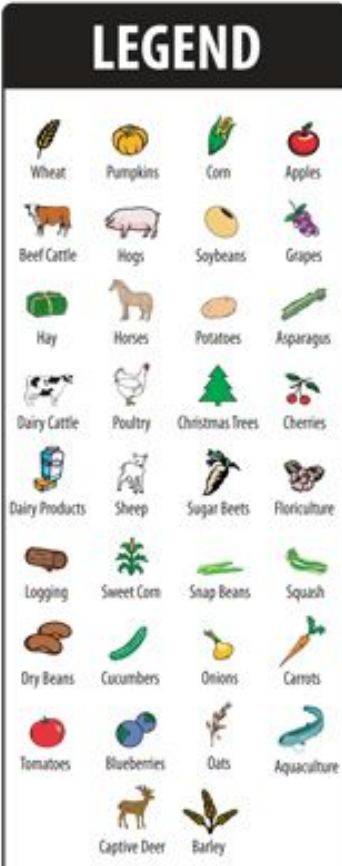 LEGEND
Wheat Pumpkins Corn Apples
Beef Cattle Hogs Soybeans Grapes
Hay Horses Potatoes Asparagus
Dairy Cattle Poultry Christmas Trees Cherries
Dairy Products Sheep Sugar Beets Floriculture
Logging Sweet Corn Snap Beans Squash
Dry Beans Cucumbers Onions Carrots
Tomatoes Blueberries Oats Aquaculture
Captive Deer Barley